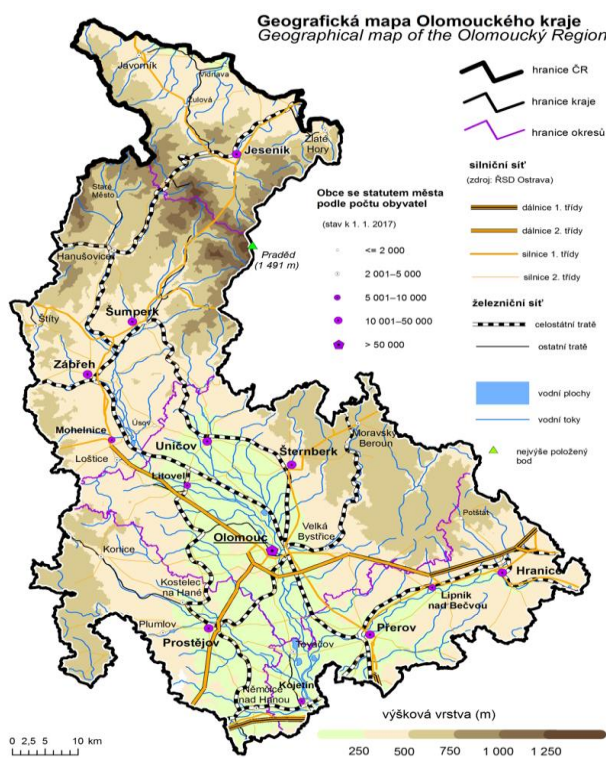 Geografická mapa Olomouckého kraje
Geographical map of the Olomoucký Region
hranice ČR
hranice kraje
hranice okresů
silniční síť
(zdroj: ŘSD Ostrava)
dálnice 1. třídy
dálnice 2. třídy
silnice 1. třídy
silnice 2. třídy
železniční síť
celostátní tratě
ostatní tratě
vodní plochy
vodní toky
nejvýše položený
bod
Obce se statutem města
podle počtu obyvatel
(stav k 1. 1. 2017)
<= 2 000
2 001–5 000
5 001–10 000
10 001–50 000
> 50 000
Javorník
Vidnava
Žulová
Zlaté
Hory
Jeseník
Staré
Město
Hanušovice
Praděd
(1 491 m)
Štíty
Šumperk
Zábřeh
Mohelnice
Úsov
Uničov
Moravský
Beroun
Loštice
Šternberk
Litovel
Potštát
Velká
Bystřice
Olomouc
Konice
Hranice
Kostelec
na Hané
Lipník
nad Bečvou
Plumlov
Přerov
Prostějov
Tovačov
Kojetín
Němčice
nad Hanou
výšková vrstva (m)
250 500 750 1 000 1 250
0 2,5 5 10 km